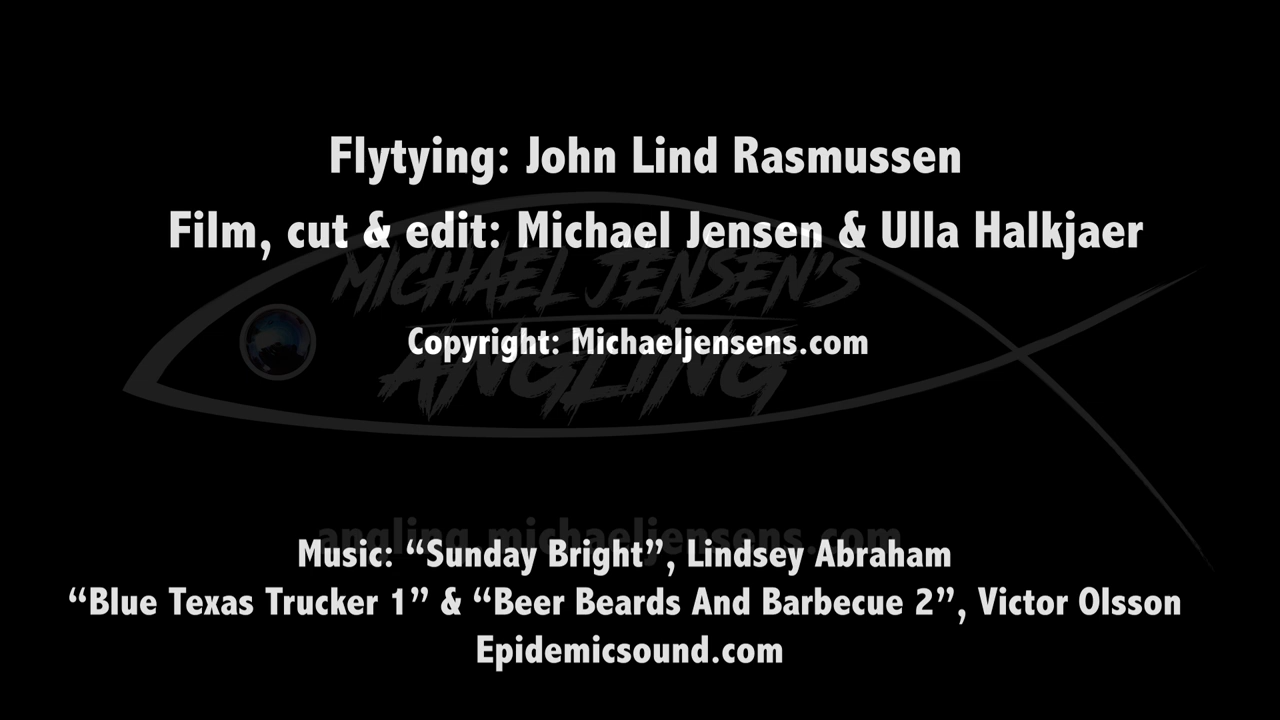 Flytying: John Lind Rasmussen
Film, cut & edit: Michael Jensen & Ulla Halkjaer
MICHAEL JENSEN'S
Copyright: Michaeljensens.com
ANGLING
angling.michaeljensens.com
Music: “Sunday Bright”, Lindsey Abraham
“Blue Texas Trucker 1” & “Beer Beards And Barbecue 2”, Victor Olsson
Epidemicsound.com